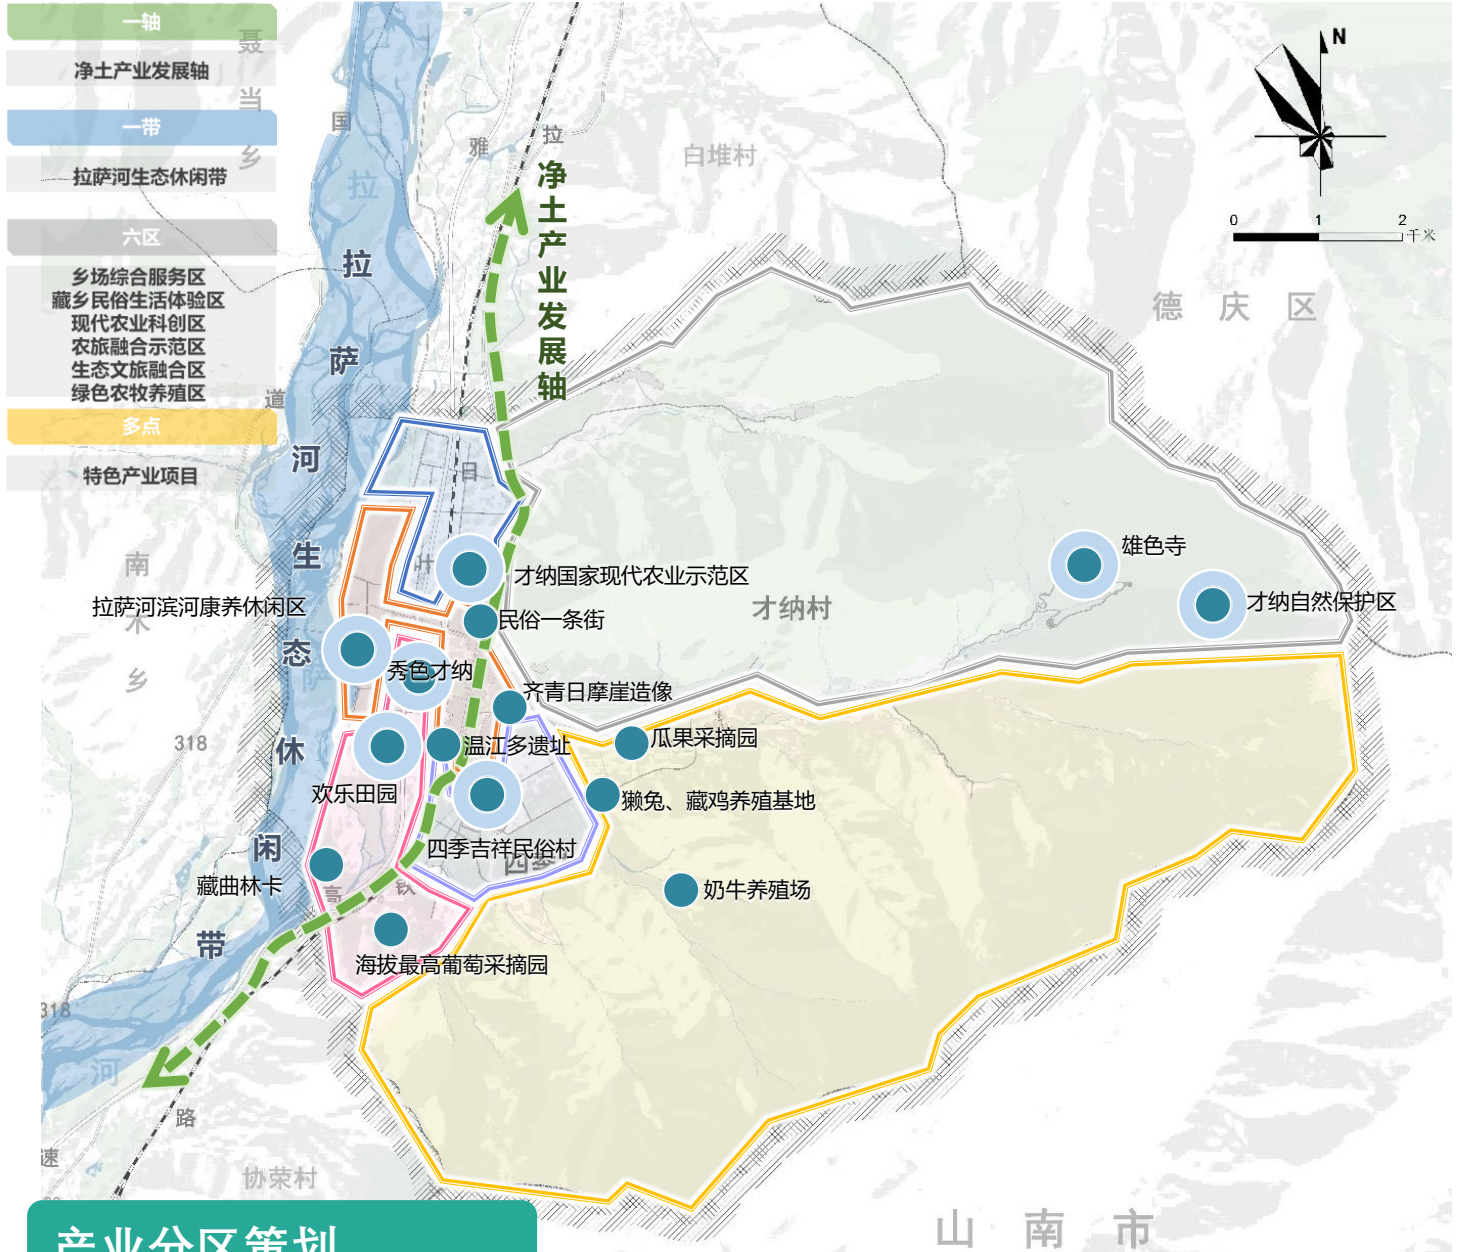 一轴
净土产业发展轴
一带
拉萨河生态休闲带
六区
乡场综合服务区
藏乡民俗生活体验区
现代农业科创区
农旅融合示范区
生态文旅融合区
绿色农牧养殖区
多点
特色产业项目
聂当乡
国
道
雅
拉
白堆村
N
0 1 2
千米
德庆区
净土产业发展轴
拉萨河生态休闲带
拉
萨
河
日
叶
南木乡
318
318
才纳国家现代农业示范区
民俗一条街
才纳村
雄色寺
才纳自然保护区
拉萨河滨河康养休闲区
秀色才纳
齐青日摩崖造像
瓜果采摘园
温江多遗址
欢乐田园
獭兔、藏鸡养殖基地
四季吉祥民俗村
四季
奶牛养殖场
藏曲林卡
高
铁
海拔最高葡萄采摘园
路
速
协荣村
山南市
产业分区策划